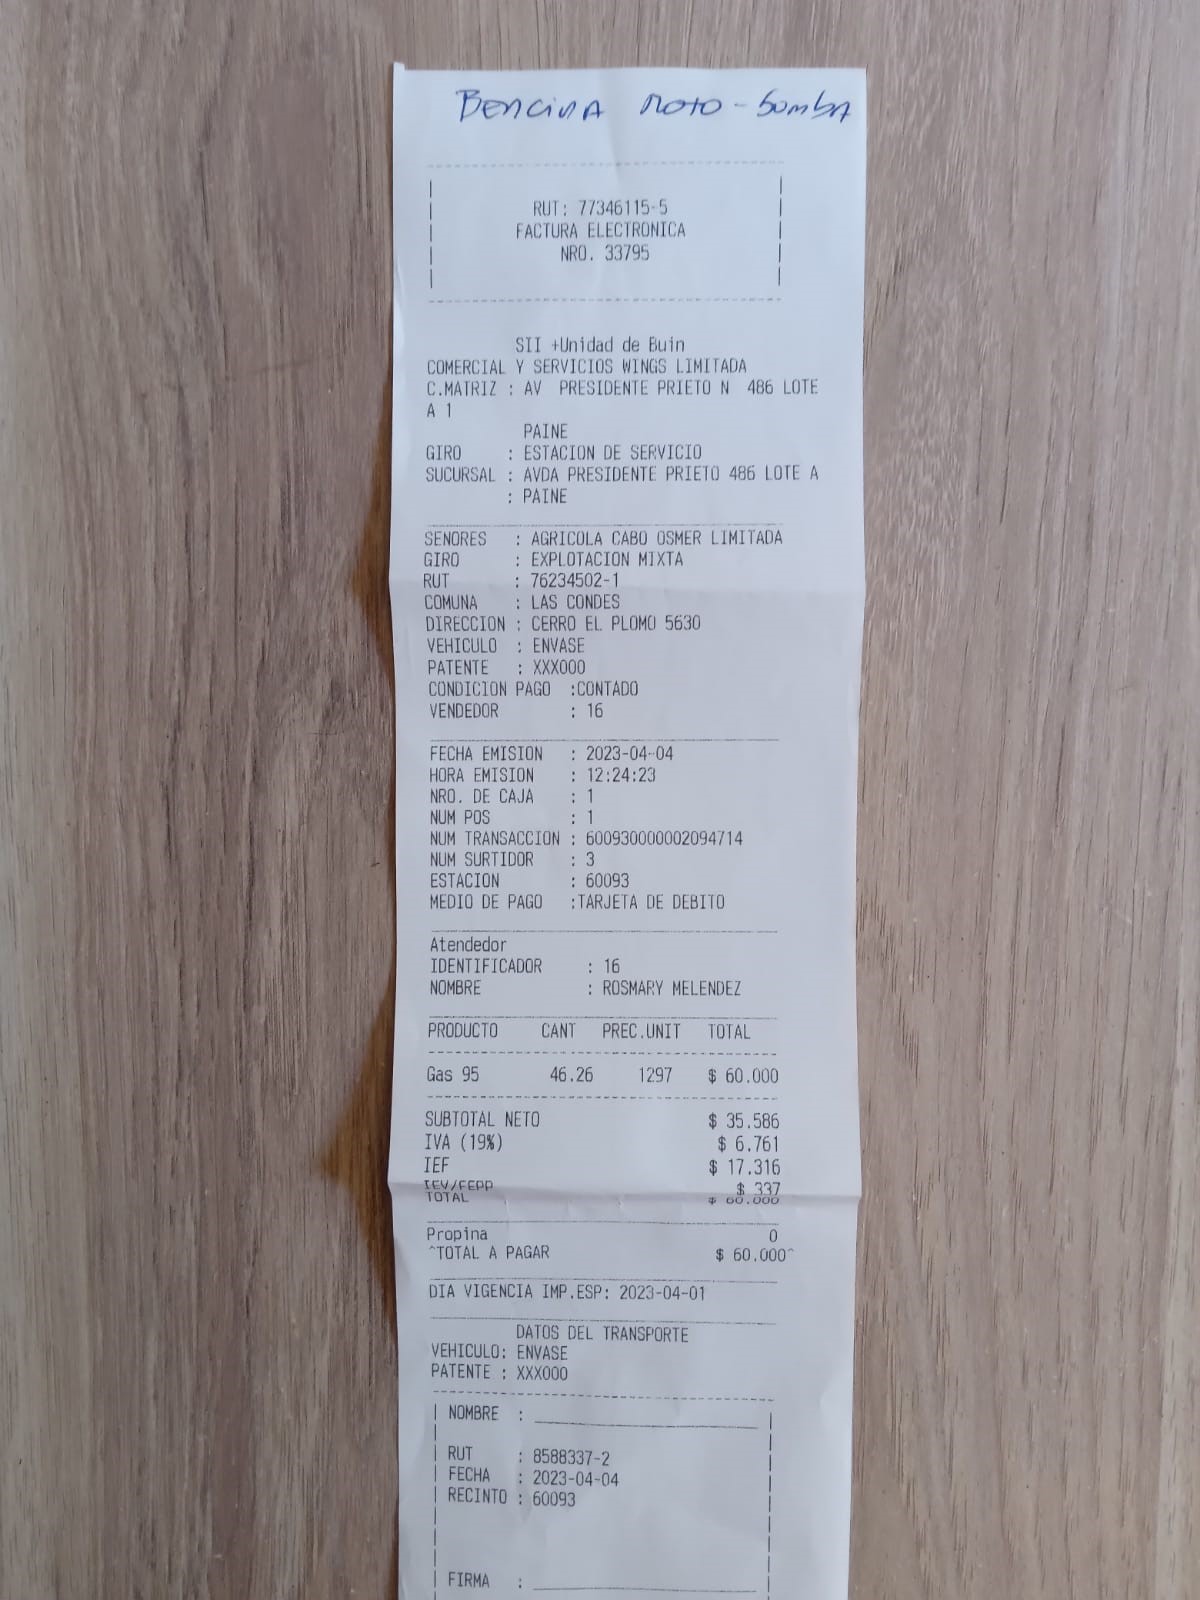 Bencina Moto-bomba
RUT: 77346115-5
FACTURA ELECTRONICA
NRO. 33795
SII +Unidad de Buin
COMERCIAL Y SERVICIOS WINGS LIMITADA
C.MATRIZ : AV PRESIDENTE PRIETO N 486 LOTE
A 1
PAINE
GIRO : ESTACION DE SERVICIO
SUCURSAL : AVDA PRESIDENTE PRIETO 486 LOTE A
: PAINE
SENORES : AGRICOLA CABO OSMER LIMITADA
GIRO : EXPLOTACION MIXTA
RUT : 76234502-1
COMUNA : LAS CONDES
DIRECCION : CERRO EL PLOMO 5630
VEHICULO : ENVASE
PATENTE : XXX000
CONDICION PAGO :CONTADO
VENDEDOR : 16
FECHA EMISION : 2023-04-04
HORA EMISION : 12:24:23
NRO. DE CAJA : 1
NUM POS : 1
NUM TRANSACCION : 600930000002094714
NUM SURTIDOR : 3
ESTACION : 60093
MEDIO DE PAGO :TARJETA DE DEBITO
Atendedor
IDENTIFICADOR : 16
NOMBRE : ROSMARY MELENDEZ
PRODUCTO CANT PREC.UNIT TOTAL
Gas 95 46.26 1297 $ 60.000
SUBTOTAL NETO $ 35.586
IVA (19%) $ 6.761
IEF $ 17.316
IEV/FEPP $ 337
TOTAL $ 60.000
Propina 0
^TOTAL A PAGAR $ 60.000^
DIA VIGENCIA IMP.ESP: 2023-04-01
DATOS DEL TRANSPORTE
VEHICULO: ENVASE
PATENTE : XXX000
NOMBRE :
RUT : 8588337-2
FECHA : 2023-04-04
RECINTO : 60093
FIRMA :